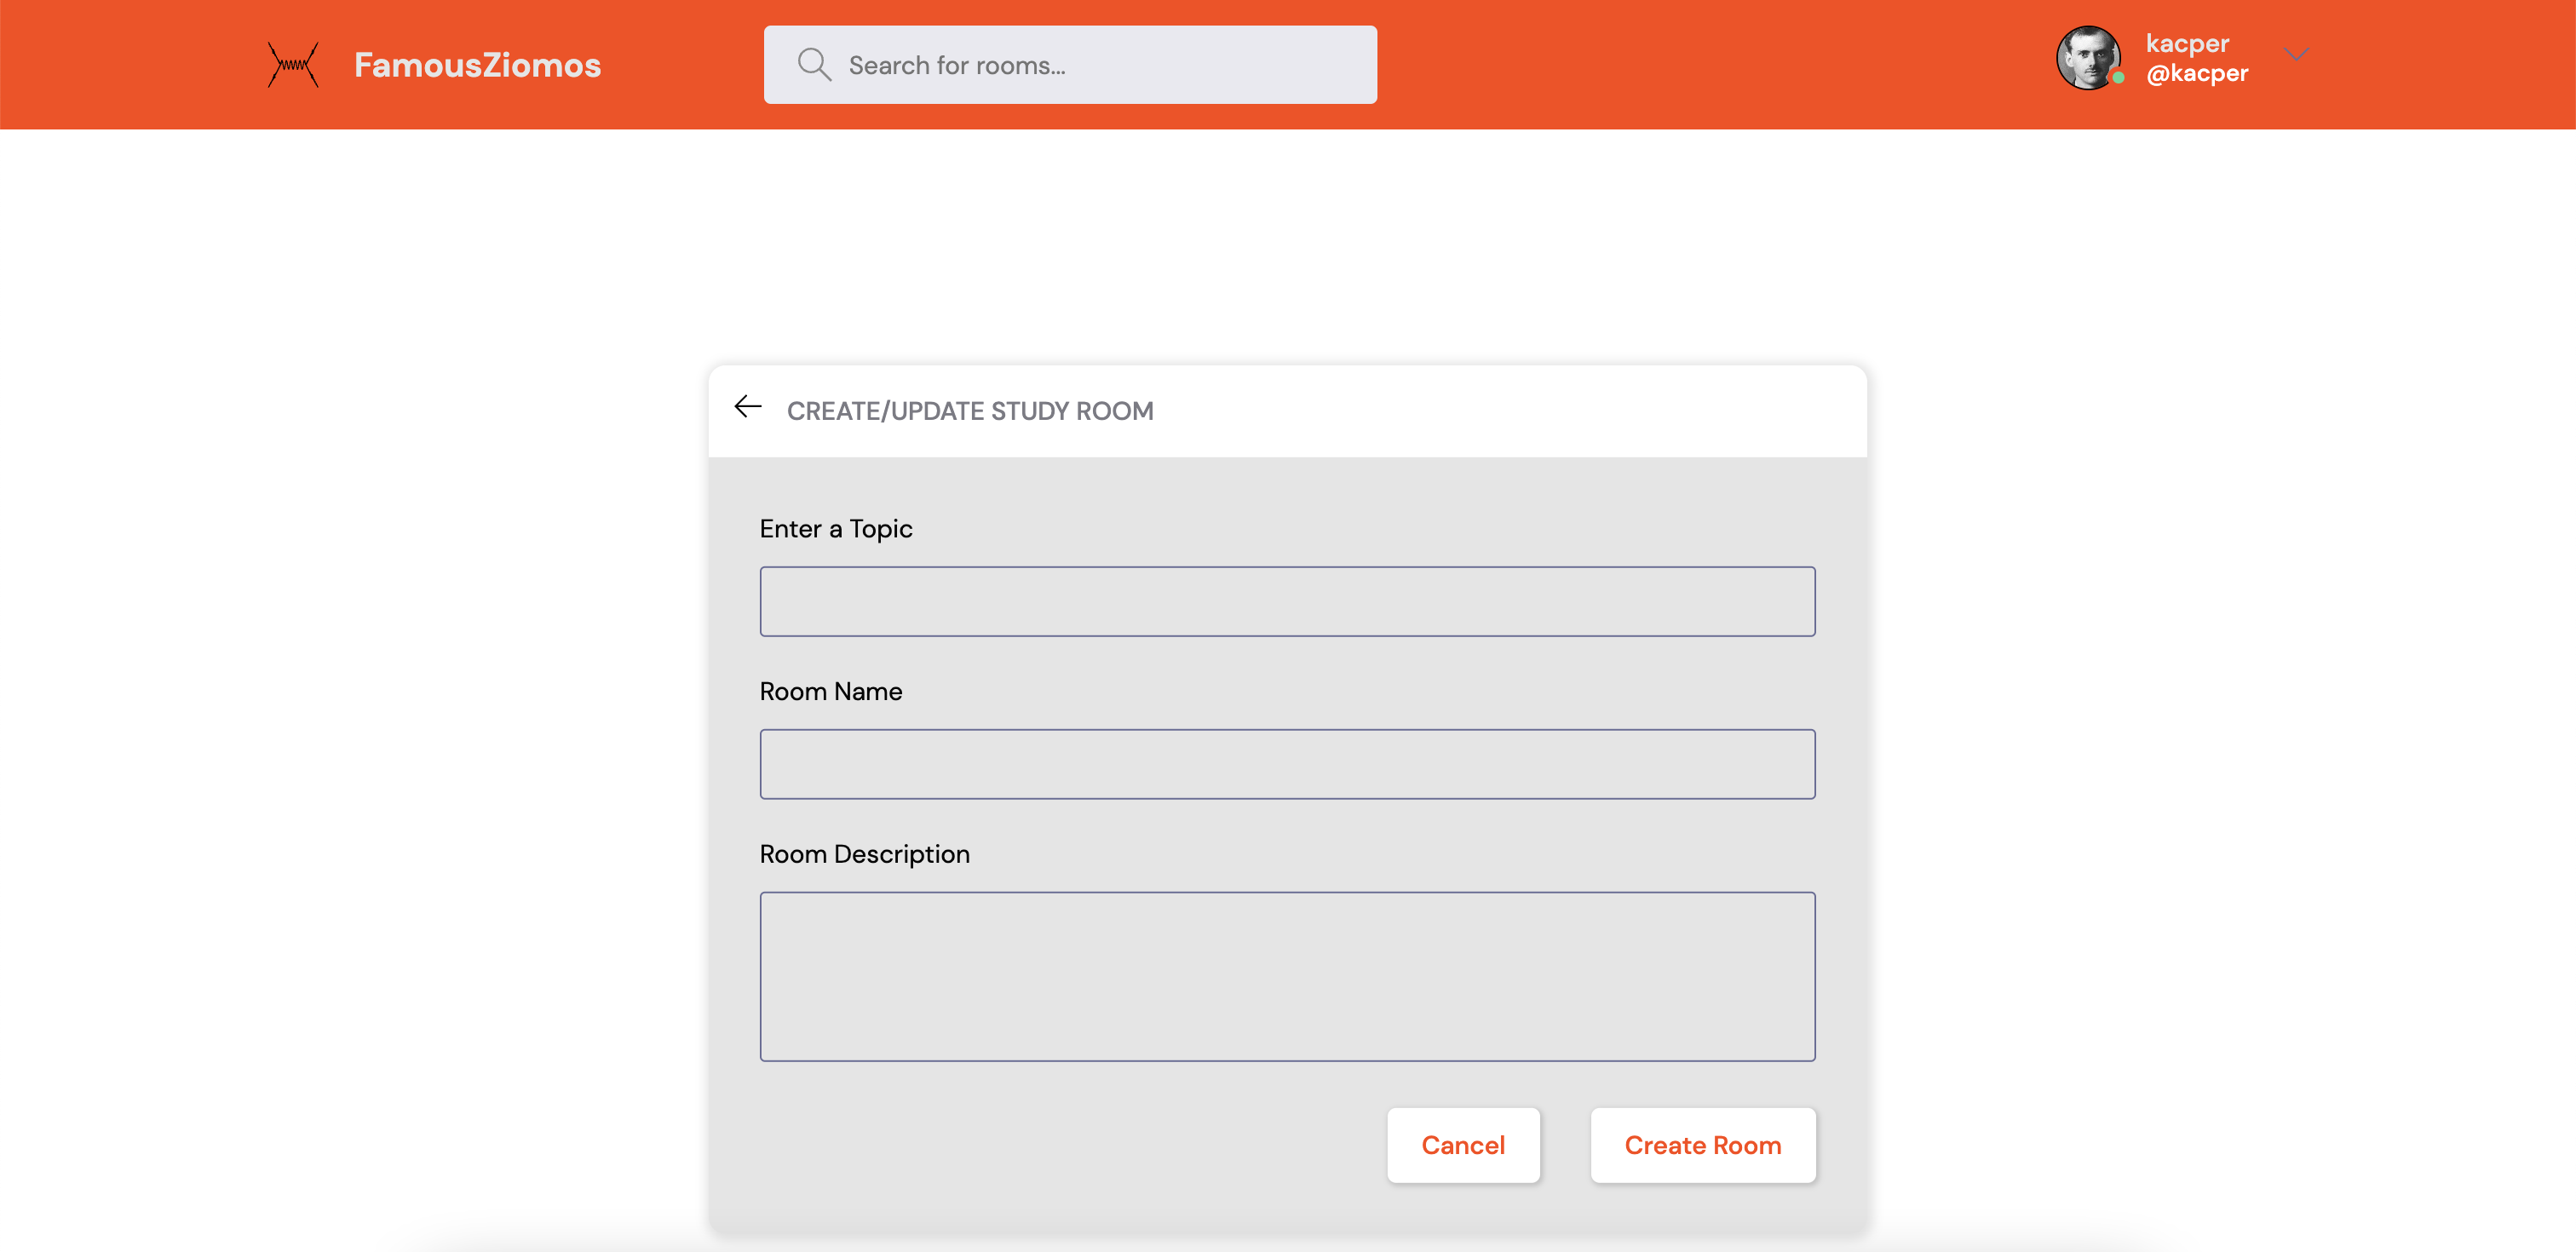 FamousZiomos
Search for rooms...
kacper
@kacper
CREATE/UPDATE STUDY ROOM
Enter a Topic
Room Name
Room Description
Cancel
Create Room